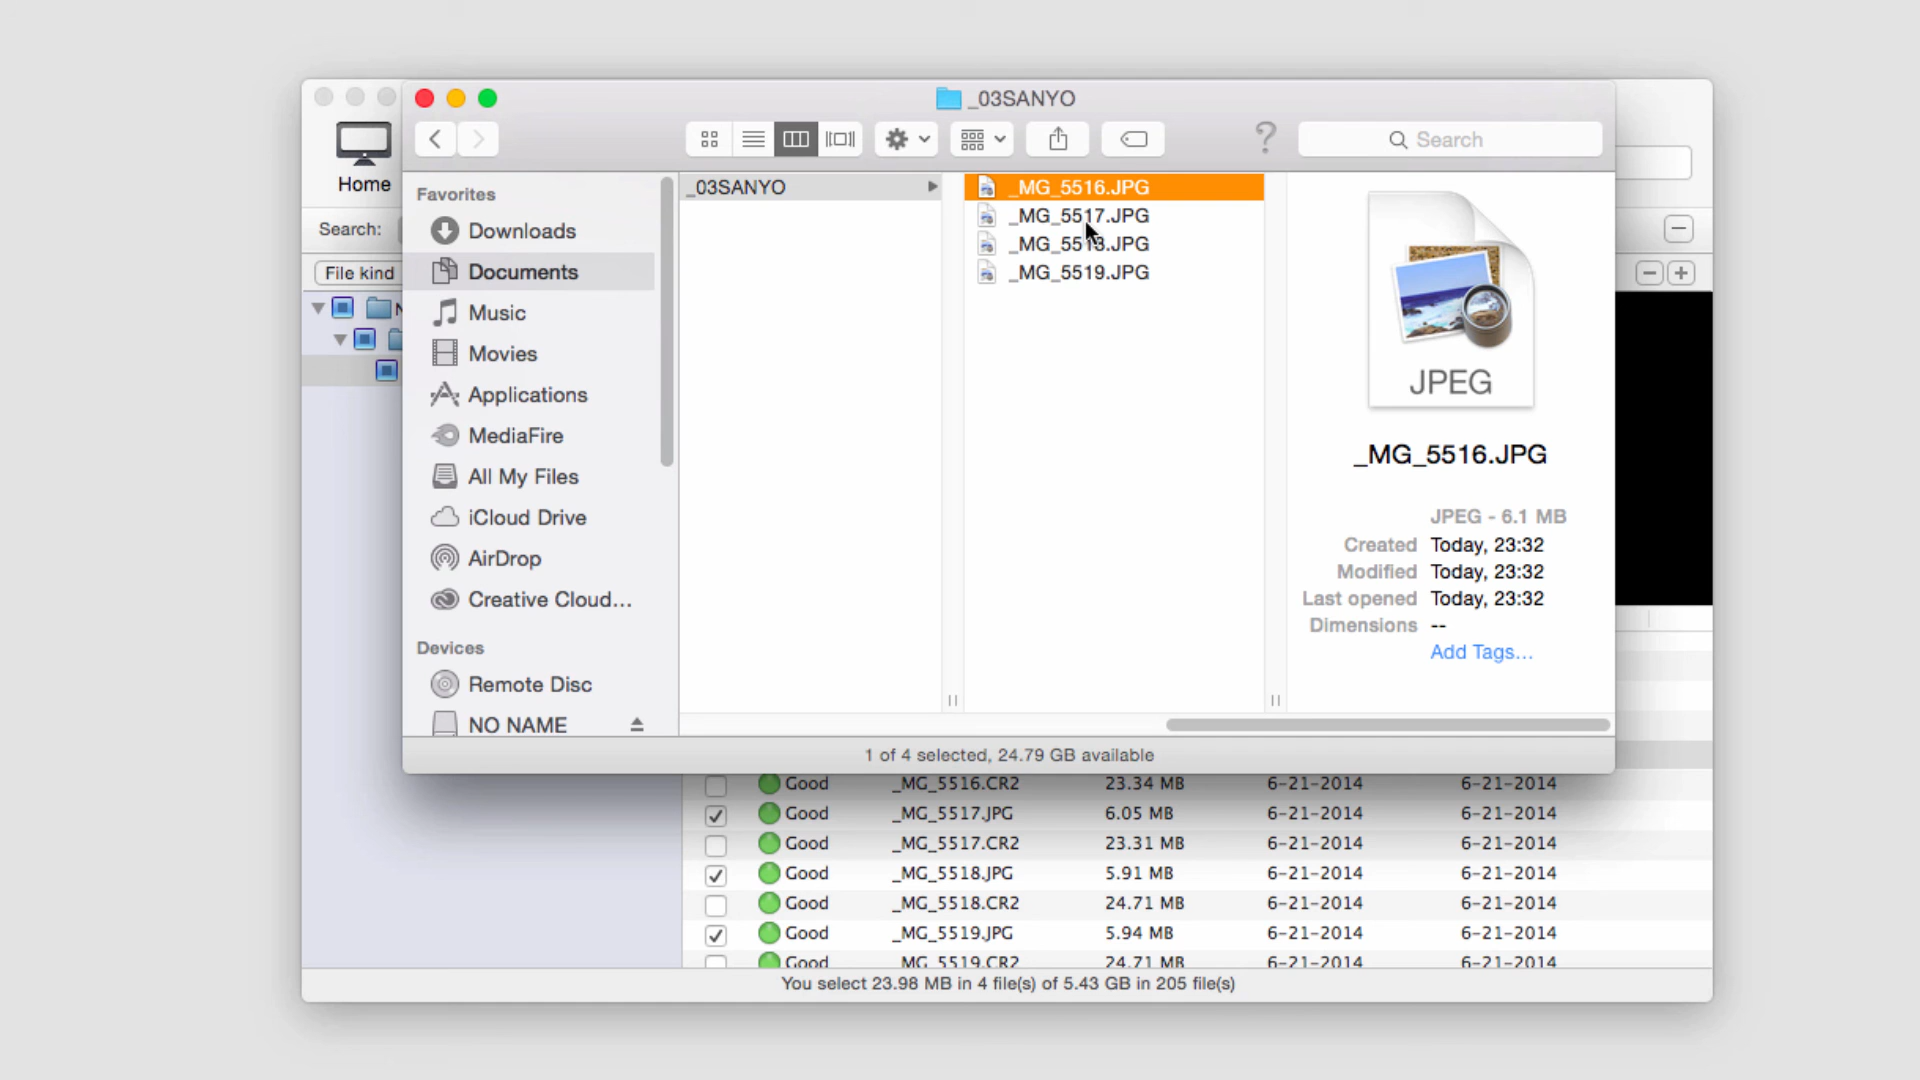 _03SANYO
Search
Home
Search:
File kind
Favorites
Downloads
Documents
Music
Movies
Applications
MediaFire
All My Files
iCloud Drive
AirDrop
Creative Cloud...
Devices
Remote Disc
NO NAME
_03SANYO
_MG_5516.JPG
_MG_5517.JPG
_MG_5518.JPG
_MG_5519.JPG
JPEG
_MG_5516.JPG
JPEG - 6.1 MB
Created Today, 23:32
Modified Today, 23:32
Last opened Today, 23:32
Dimensions --
Add Tags...
1 of 4 selected, 24.79 GB available
Good _MG_5516.CR2 23.34 MB 6-21-2014 6-21-2014
Good _MG_5517.JPG 6.05 MB 6-21-2014 6-21-2014
Good _MG_5517.CR2 23.31 MB 6-21-2014 6-21-2014
Good _MG_5518.JPG 5.91 MB 6-21-2014 6-21-2014
Good _MG_5518.CR2 24.71 MB 6-21-2014 6-21-2014
Good _MG_5519.JPG 5.94 MB 6-21-2014 6-21-2014
Good _MG_5519.CR2 24.71 MB 6-21-2014 6-21-2014
You select 23.98 MB in 4 file(s) of 5.43 GB in 205 file(s)